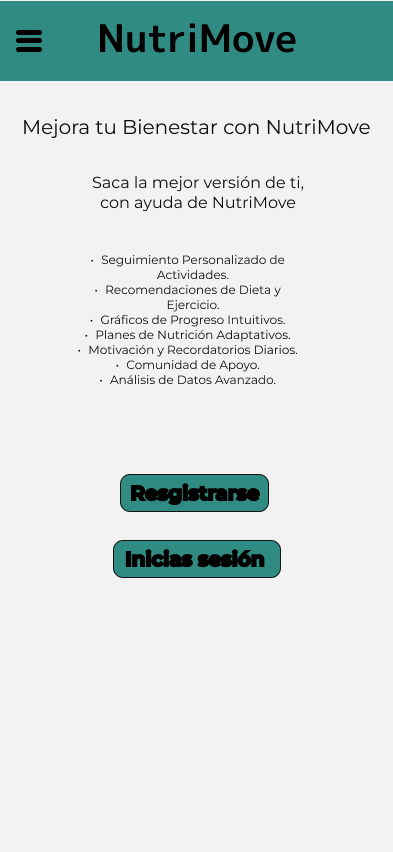 NutriMove
Mejora tu Bienestar con NutriMove
Saca la mejor versión de ti,
con ayuda de NutriMove
• Seguimiento Personalizado de
Actividades.
• Recomendaciones de Dieta y
Ejercicio.
• Gráficos de Progreso Intuitivos.
• Planes de Nutrición Adaptativos.
• Motivación y Recordatorios Diarios.
• Comunidad de Apoyo.
• Análisis de Datos Avanzado.
Resgistrarse
Inicias sesión